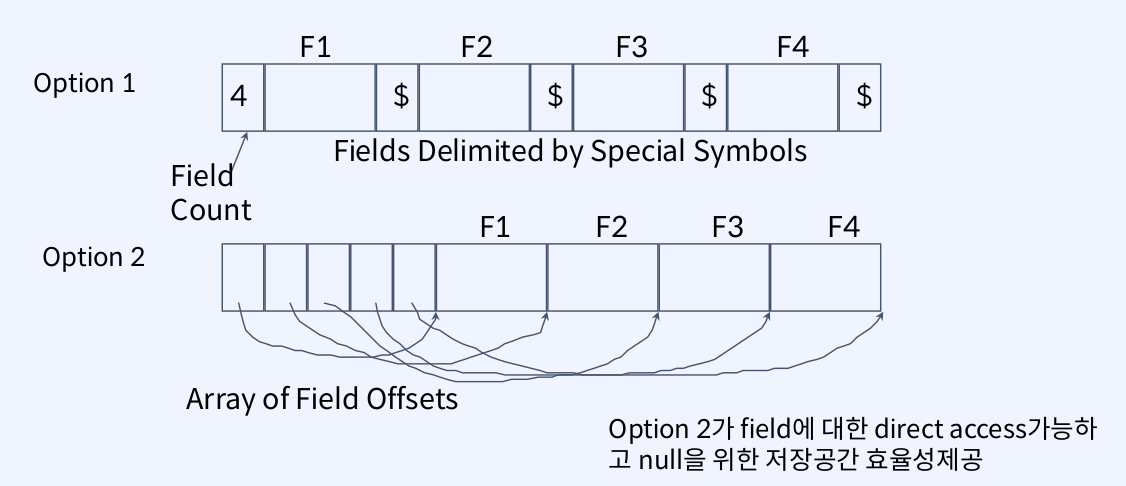 F1 F2 F3 F4
Option 1
4 $ $ $ $
Fields Delimited by Special Symbols
Field
Count
F1 F2 F3 F4
Option 2
Array of Field Offsets
Option 2가 field에 대한 direct access가능하
고 null을 위한 저장공간 효율성제공